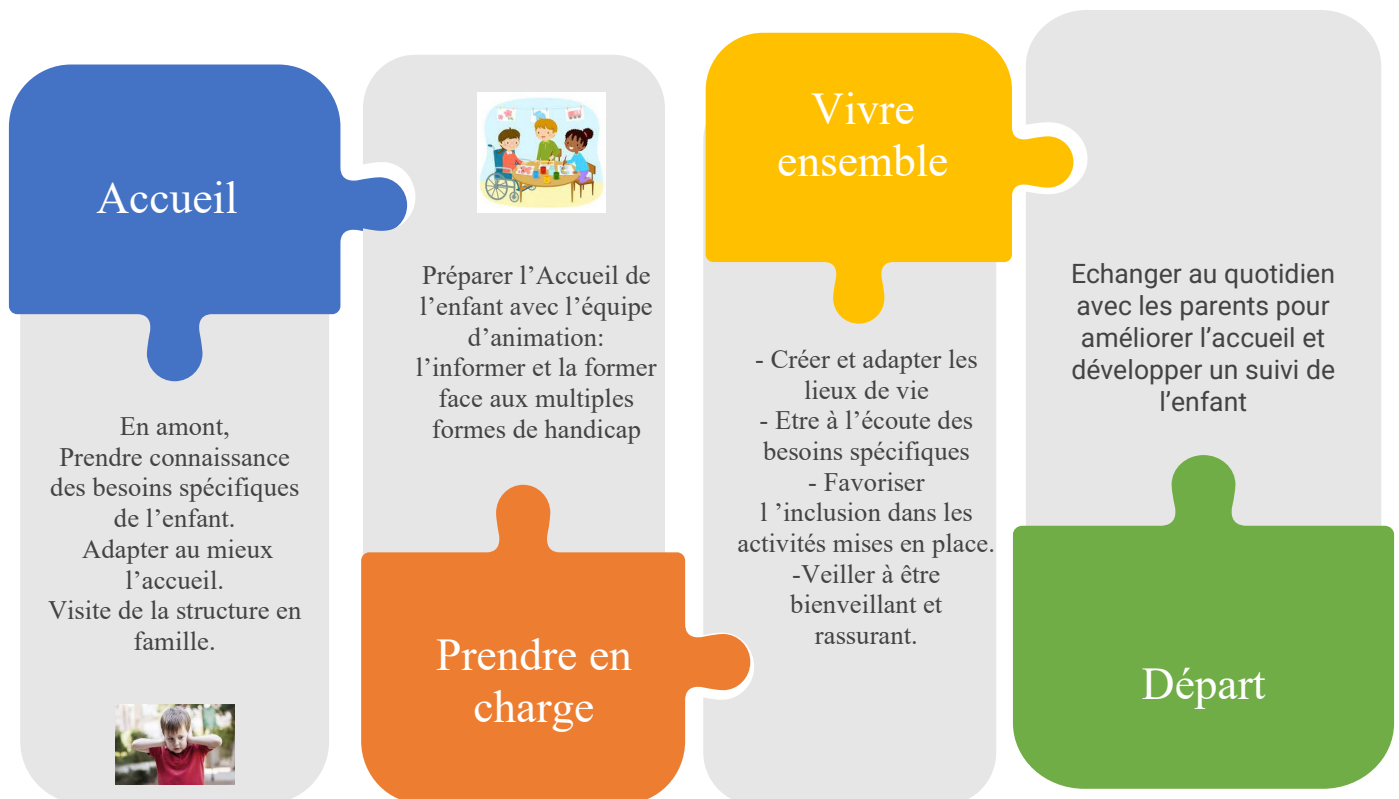 Accueil
En amont,
Prendre connaissance
des besoins spécifiques
de l’enfant.
Adapter au mieux
l’accueil.
Visite de la structure en
famille.
Préparer l’Accueil de
l’enfant avec l’équipe
d’animation:
l’informer et la former
face aux multiples
formes de handicap
Prendre en
charge
Vivre
ensemble
- Créer et adapter les
lieux de vie
- Etre à l’écoute des
besoins spécifiques
- Favoriser
l ’inclusion dans les
activités mises en place.
-Veiller à être
bienveillant et
rassurant.
Echanger au quotidien
avec les parents pour
améliorer l’accueil et
développer un suivi de
l’enfant
Départ